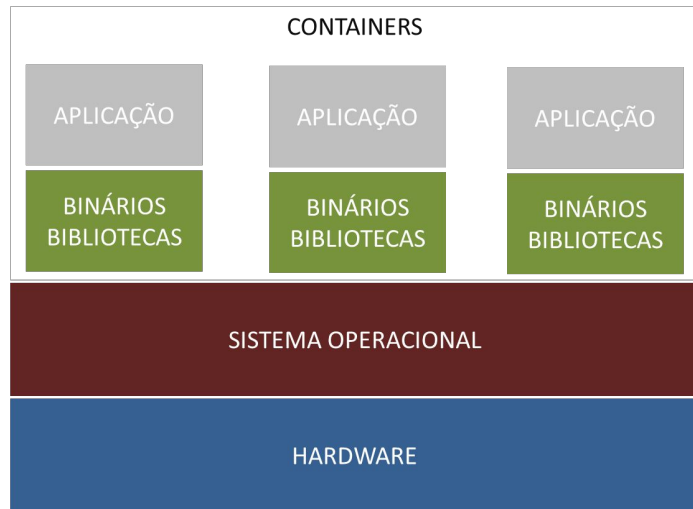 CONTAINERS
APLICAÇÃO
APLICAÇÃO
APLICAÇÃO
BINÁRIOS
BIBLIOTECAS
BINÁRIOS
BIBLIOTECAS
BINÁRIOS
BIBLIOTECAS
SISTEMA OPERACIONAL
HARDWARE